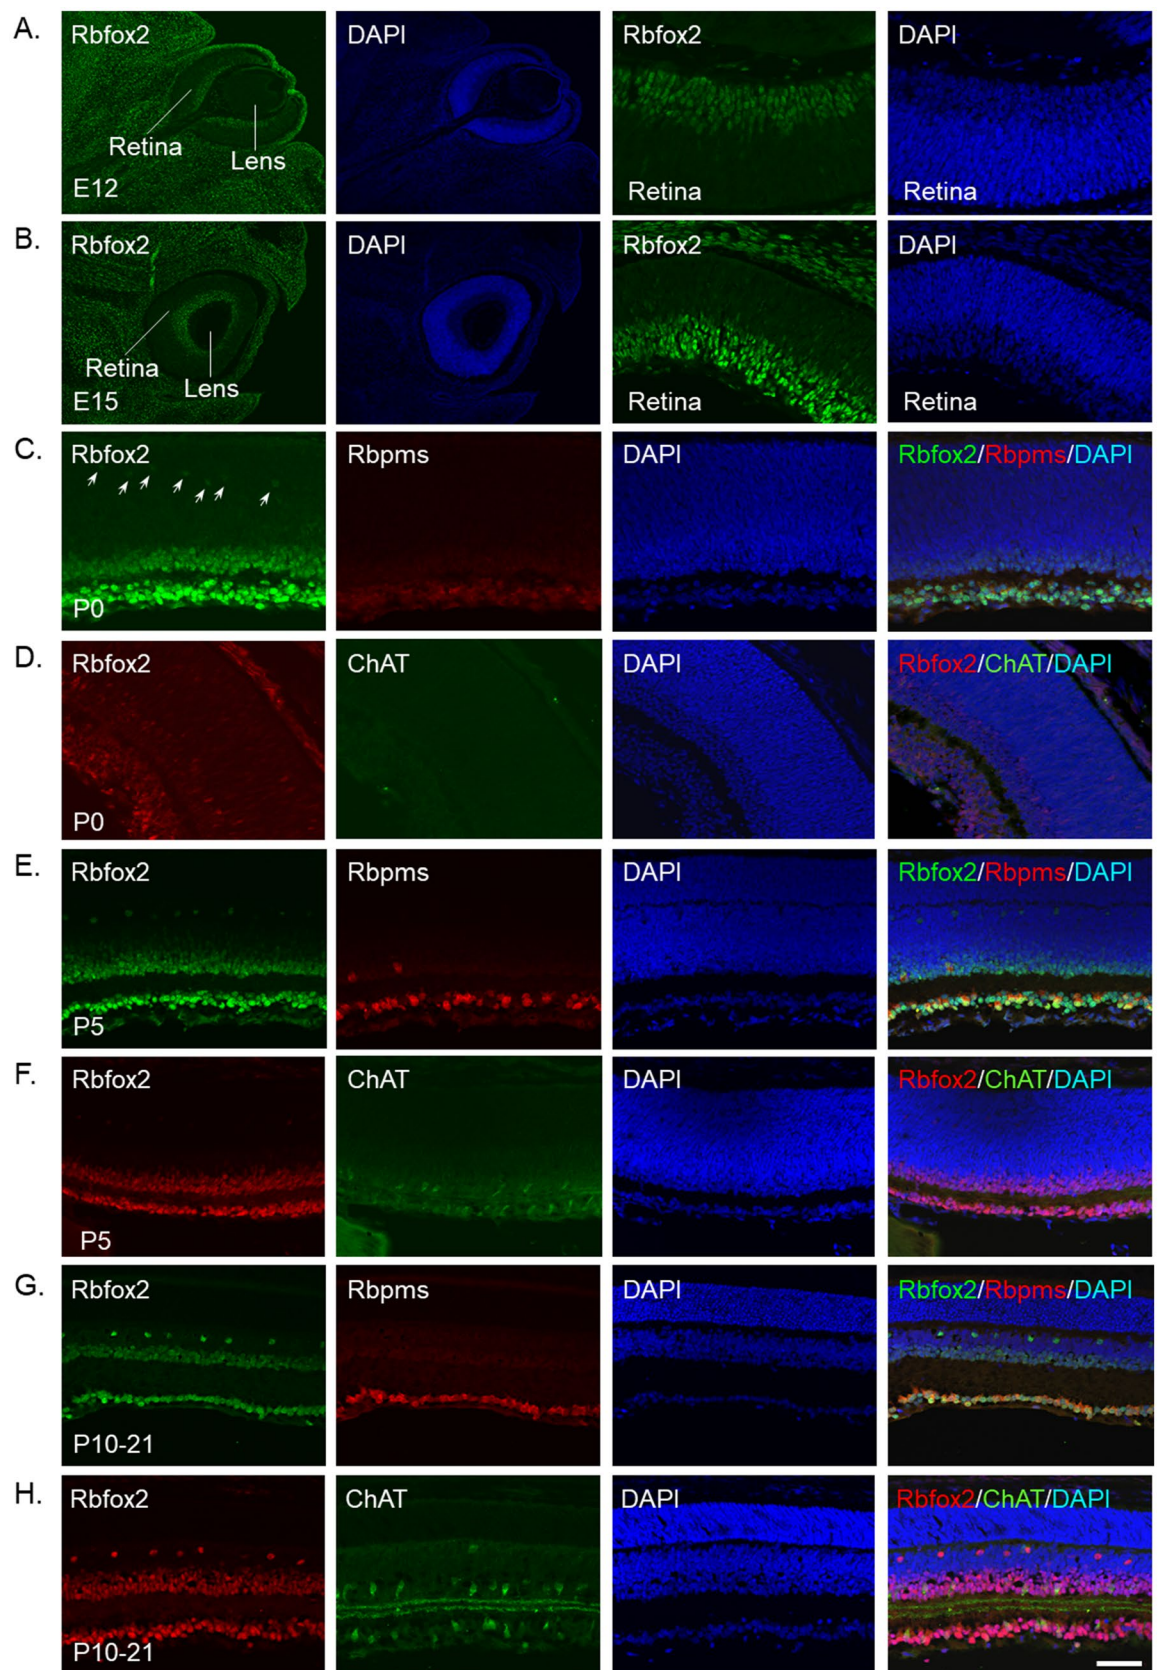 A.
Rbfox2
DAPI
Rbfox2
DAPI
Retina
Lens
E12
Retina
Retina
B.
Rbfox2
DAPI
Rbfox2
DAPI
Retina
Lens
E15
Retina
Retina
C.
Rbfox2
Rbpms
DAPI
Rbfox2/Rbpms/DAPI
P0
D.
Rbfox2
ChAT
DAPI
Rbfox2/ChAT/DAPI
P0
E.
Rbfox2
Rbpms
DAPI
Rbfox2/Rbpms/DAPI
P5
F.
Rbfox2
ChAT
DAPI
Rbfox2/ChAT/DAPI
P5
G.
Rbfox2
Rbpms
DAPI
Rbfox2/Rbpms/DAPI
P10-21
H.
Rbfox2
ChAT
DAPI
Rbfox2/ChAT/DAPI
P10-21